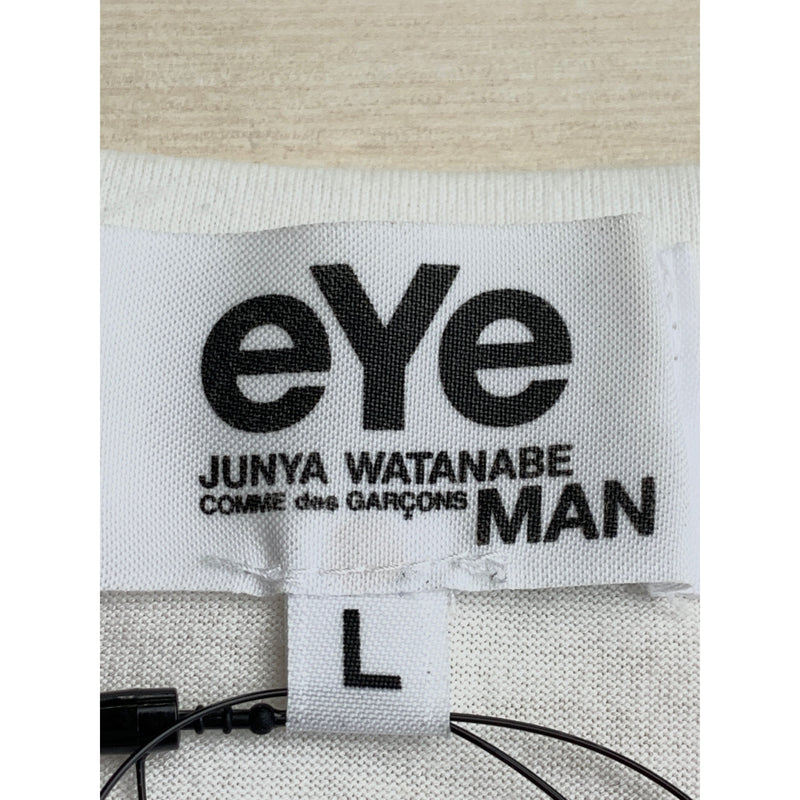 eYe
JUNYA WATANABE
COMME des GARÇONS MAN
L